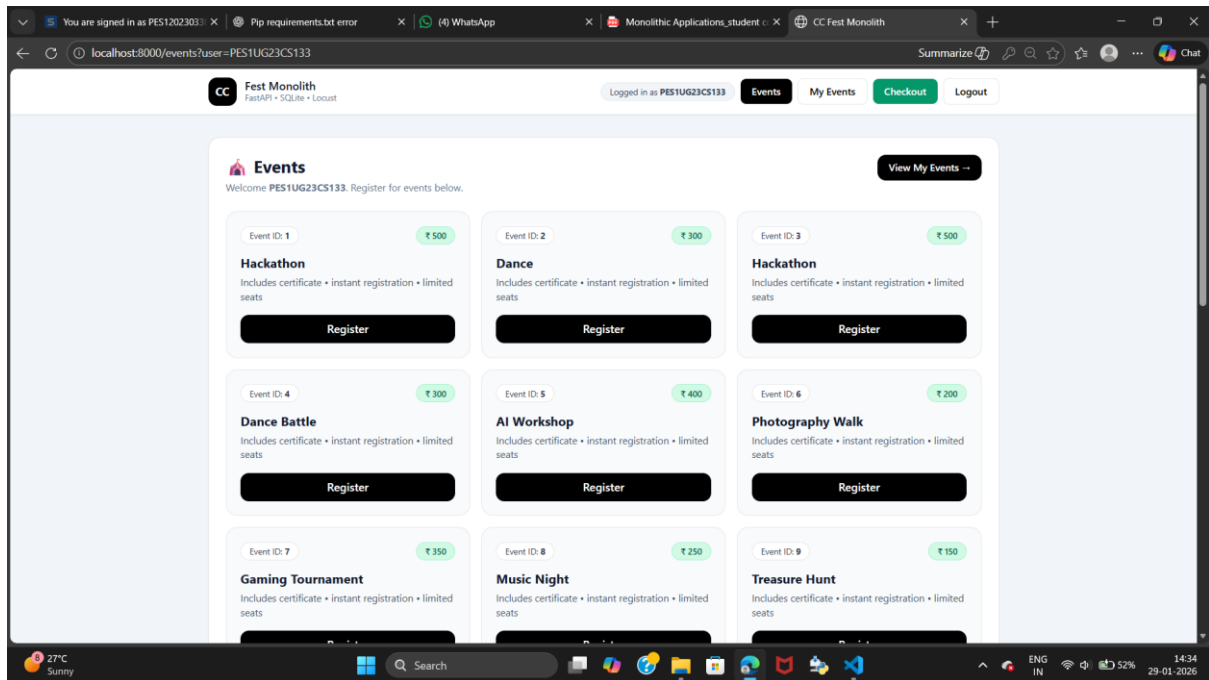 You are signed in as PES12023033
Pip requirements.txt error
(4) WhatsApp
Monolithic Applications_student c
CC Fest Monolith
localhost:8000/events?user=PES1UG23CS133
Summarize
Chat
CC
Fest Monolith
FastAPI • SQLite • Locust
Logged in as PES1UG23CS133
Events
My Events
Checkout
Logout
Events
View My Events →
Welcome PES1UG23CS133. Register for events below.
Event ID: 1
₹ 500
Hackathon
Includes certificate • instant registration • limited
seats
Register
Event ID: 2
₹ 300
Dance
Includes certificate • instant registration • limited
seats
Register
Event ID: 3
₹ 500
Hackathon
Includes certificate • instant registration • limited
seats
Register
Event ID: 4
₹ 300
Dance Battle
Includes certificate • instant registration • limited
seats
Register
Event ID: 5
₹ 400
AI Workshop
Includes certificate • instant registration • limited
seats
Register
Event ID: 6
₹ 200
Photography Walk
Includes certificate • instant registration • limited
seats
Register
Event ID: 7
₹ 350
Gaming Tournament
Includes certificate • instant registration • limited
seats
Event ID: 8
₹ 250
Music Night
Includes certificate • instant registration • limited
seats
Event ID: 9
₹ 150
Treasure Hunt
Includes certificate • instant registration • limited
seats
8
27°C
Sunny
Search
ENG
IN
52%
14:34
29-01-2026